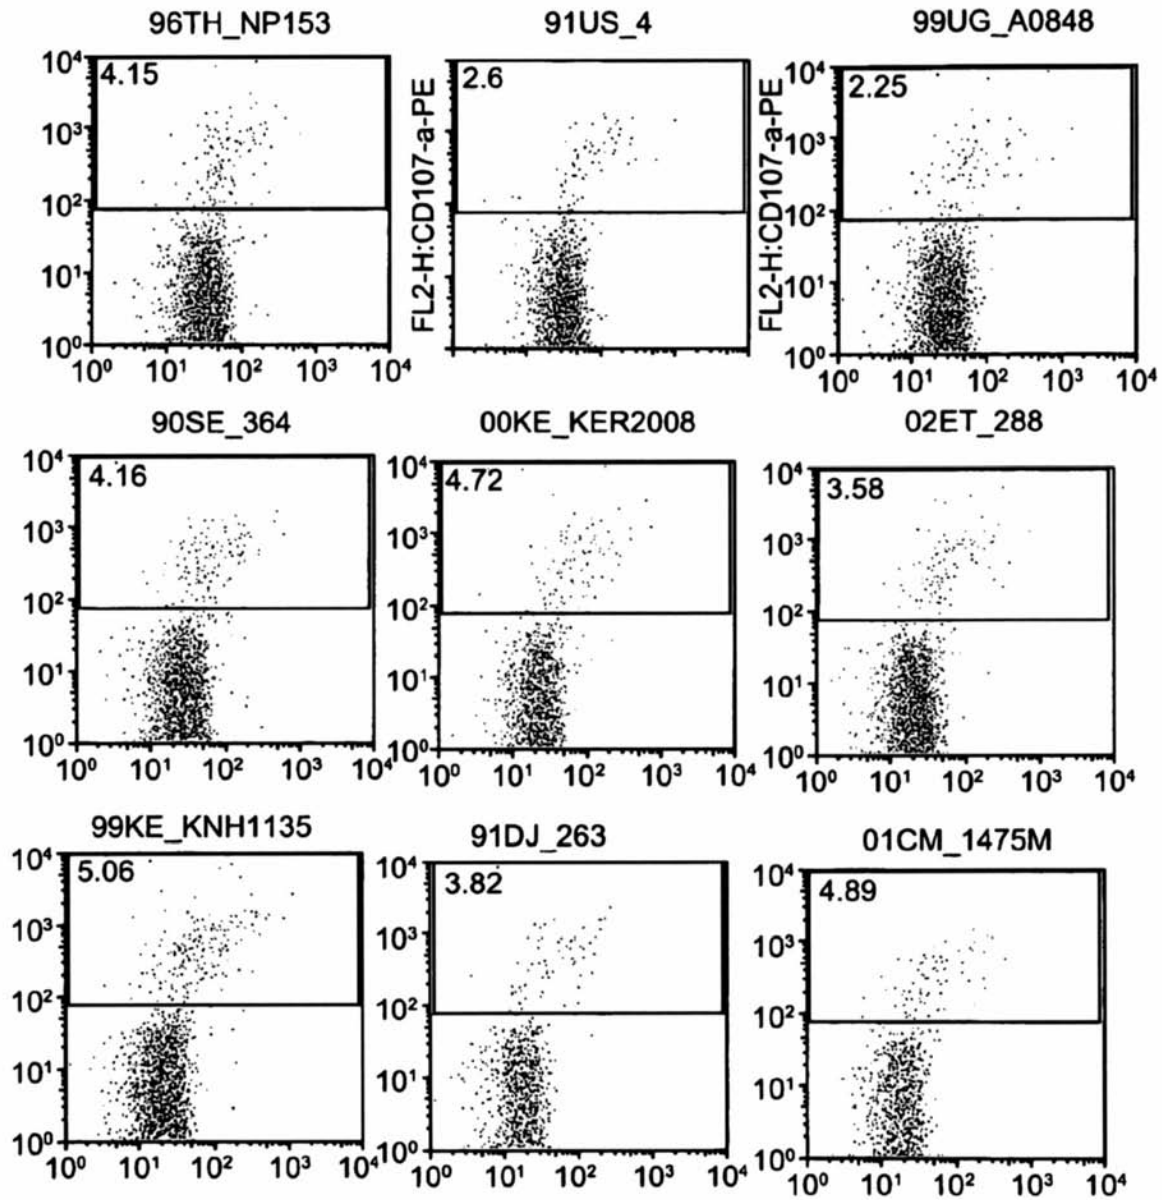 96TH_NP153
91US_4
99UG_A0848
10⁴
10³
10²
10¹
10⁰
4.15
10⁰ 10¹ 10² 10³ 10⁴
FL2-H:CD107-a-PE
2.6
FL2-H:CD107-a-PE
10⁴
10³
10²
10¹
10⁰
2.25
10⁰ 10¹ 10² 10³ 10⁴
90SE_364
00KE_KER2008
02ET_288
10⁴
10³
10²
10¹
10⁰
4.16
10⁰ 10¹ 10² 10³ 10⁴
10⁴
10³
10²
10¹
10⁰
4.72
10⁰ 10¹ 10² 10³ 10⁴
10⁴
10³
10²
10¹
10⁰
3.58
10⁰ 10¹ 10² 10³ 10⁴
99KE_KNH1135
91DJ_263
01CM_1475M
10⁴
10³
10²
10¹
10⁰
5.06
10⁰ 10¹ 10² 10³ 10⁴
10⁴
10³
10²
10¹
10⁰
3.82
10⁰ 10¹ 10² 10³ 10⁴
10⁴
10³
10²
10¹
10⁰
4.89
10⁰ 10¹ 10² 10³ 10⁴